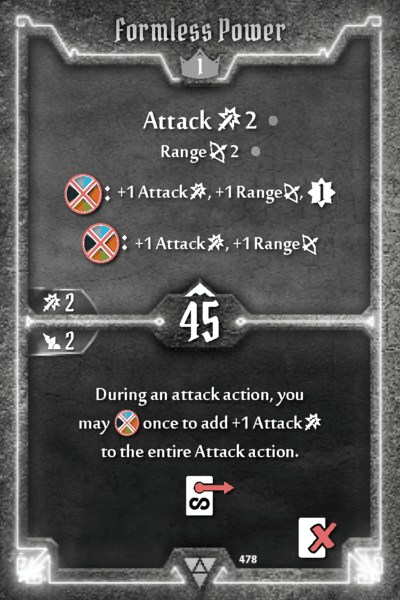 Formless Power
1
Attack 2
Range 2
: +1 Attack, +1 Range, 1
: +1 Attack, +1 Range
2
45
2
During an attack action, you
may once to add +1 Attack
to the entire Attack action.
S
478